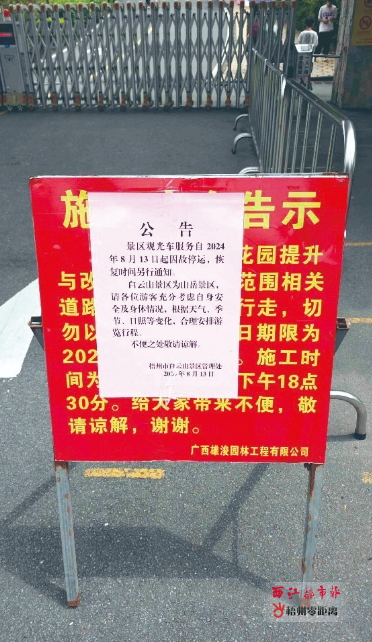 施 告示
公 告
景区观光车服务自2024
年8月13日起因故停运，恢
复时间另行通知。
白云山景区为山岳景区，
请各位游客充分考虑自身安
全及身体情况，根据天气、季
节、日照等变化，合理安排游
览行程。
不便之处敬请谅解。
梧州市白云山景区管理处
2024年8月13日
花园提升
与改 范围相关
道路 行走，切
勿以 日期限为
202 。施工时
间为 下午18点
30分。给大家带来不便，敬
请谅解，谢谢。
广西雄浚园林工程有限公司
西江都市报
梧州零距离